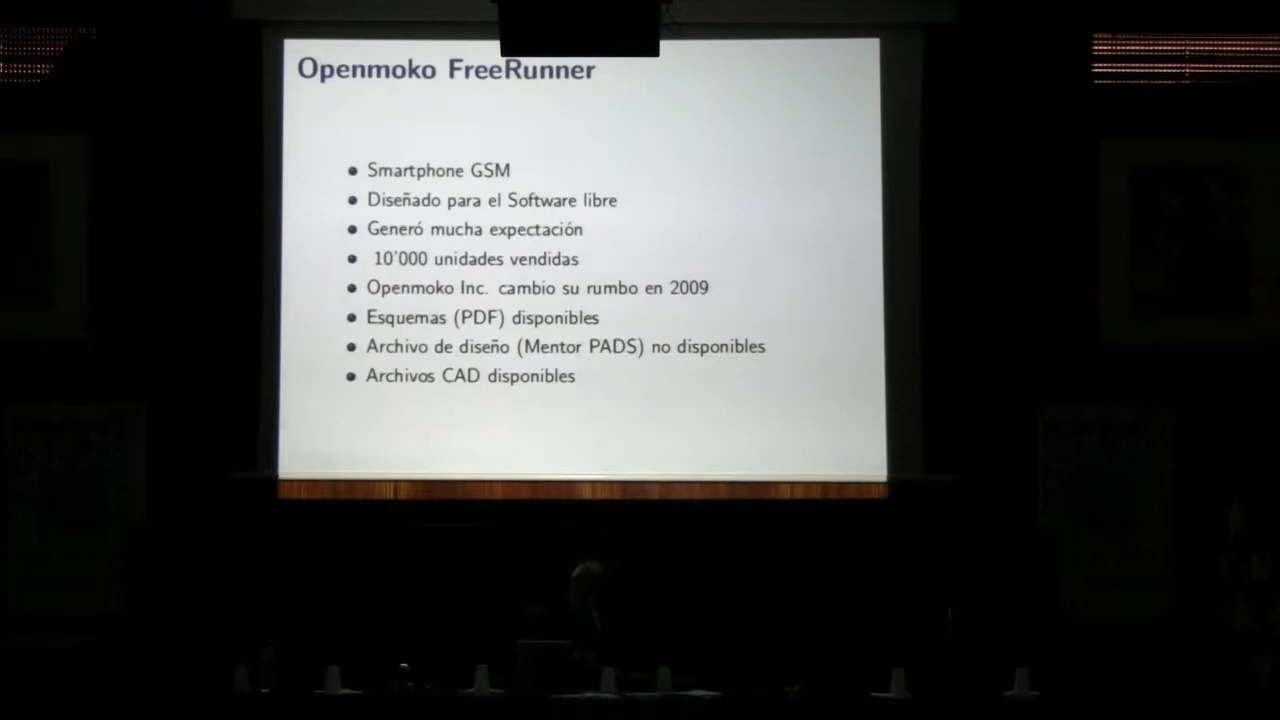 Openmoko FreeRunner
Smartphone GSM
Diseñado para el Software libre
Generó mucha expectación
10'000 unidades vendidas
Openmoko Inc. cambio su rumbo en 2009
Esquemas (PDF) disponibles
Archivo de diseño (Mentor PADS) no disponibles
Archivos CAD disponibles